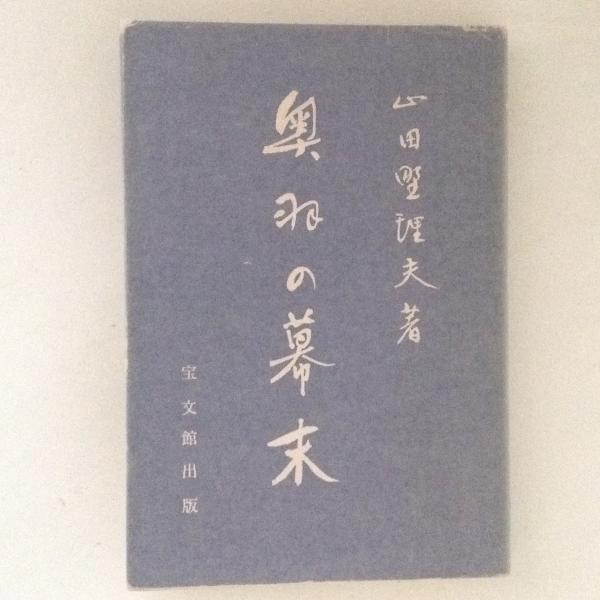 山田野理夫著
奥羽の幕末
宝文館出版